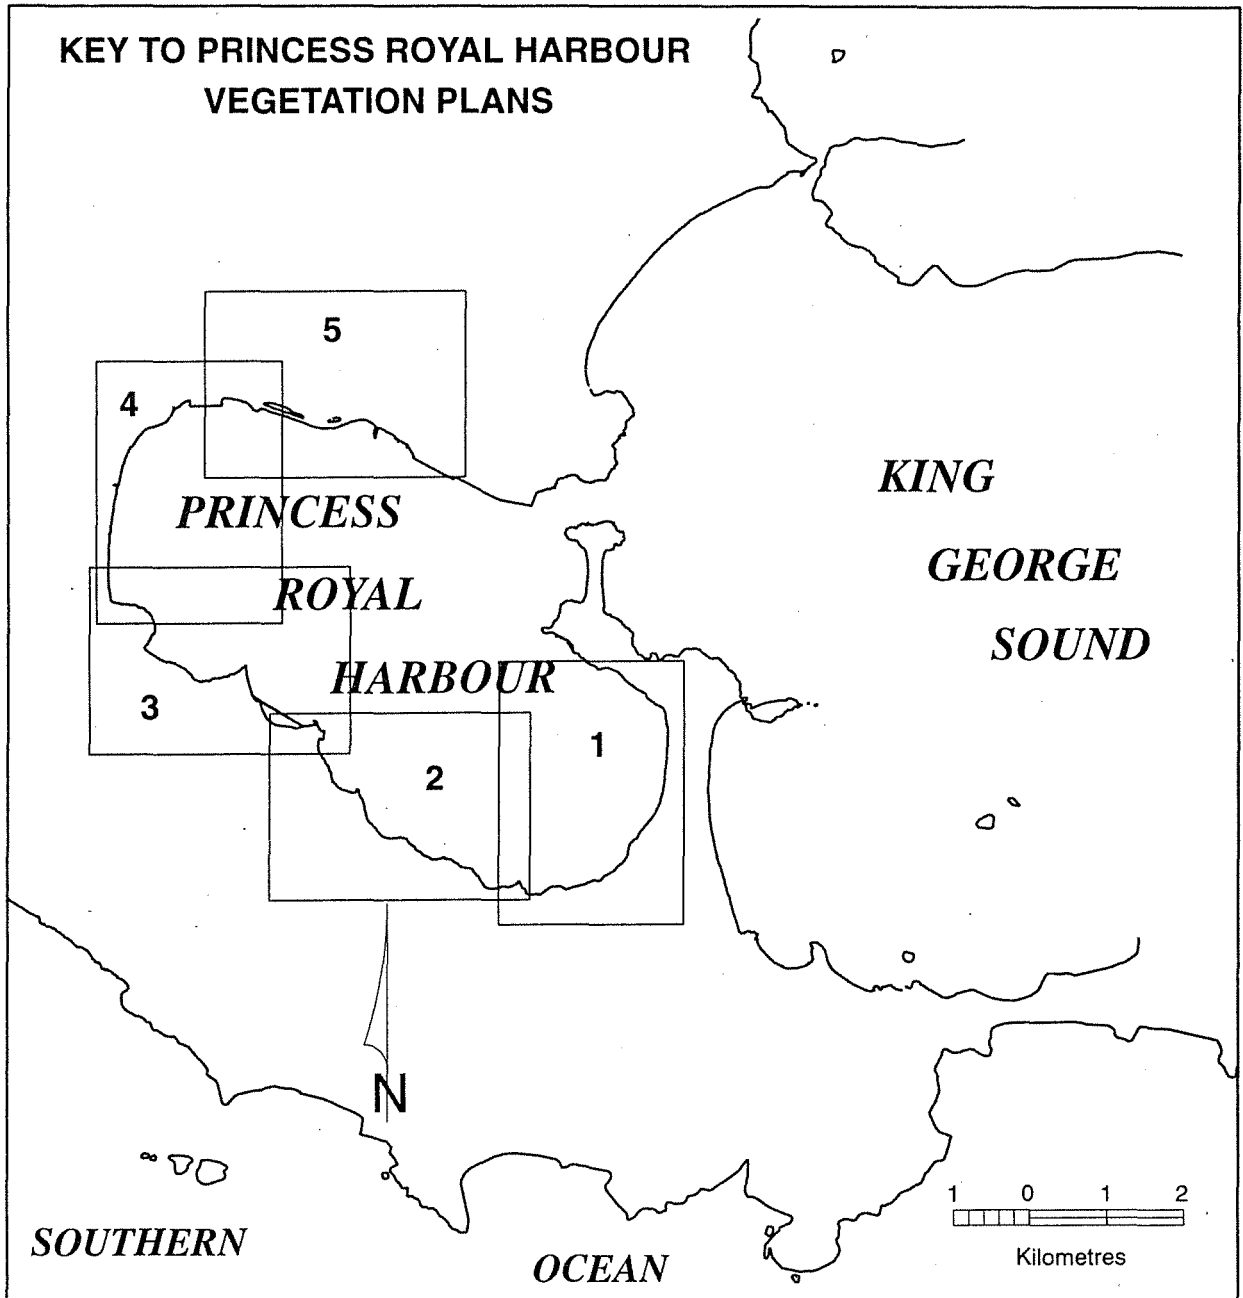 KEY TO PRINCESS ROYAL HARBOUR
VEGETATION PLANS
5
4
KING
PRINCESS
GEORGE
ROYAL
SOUND
HARBOUR
3
1
2
N
1 0 1 2
Kilometres
SOUTHERN
OCEAN